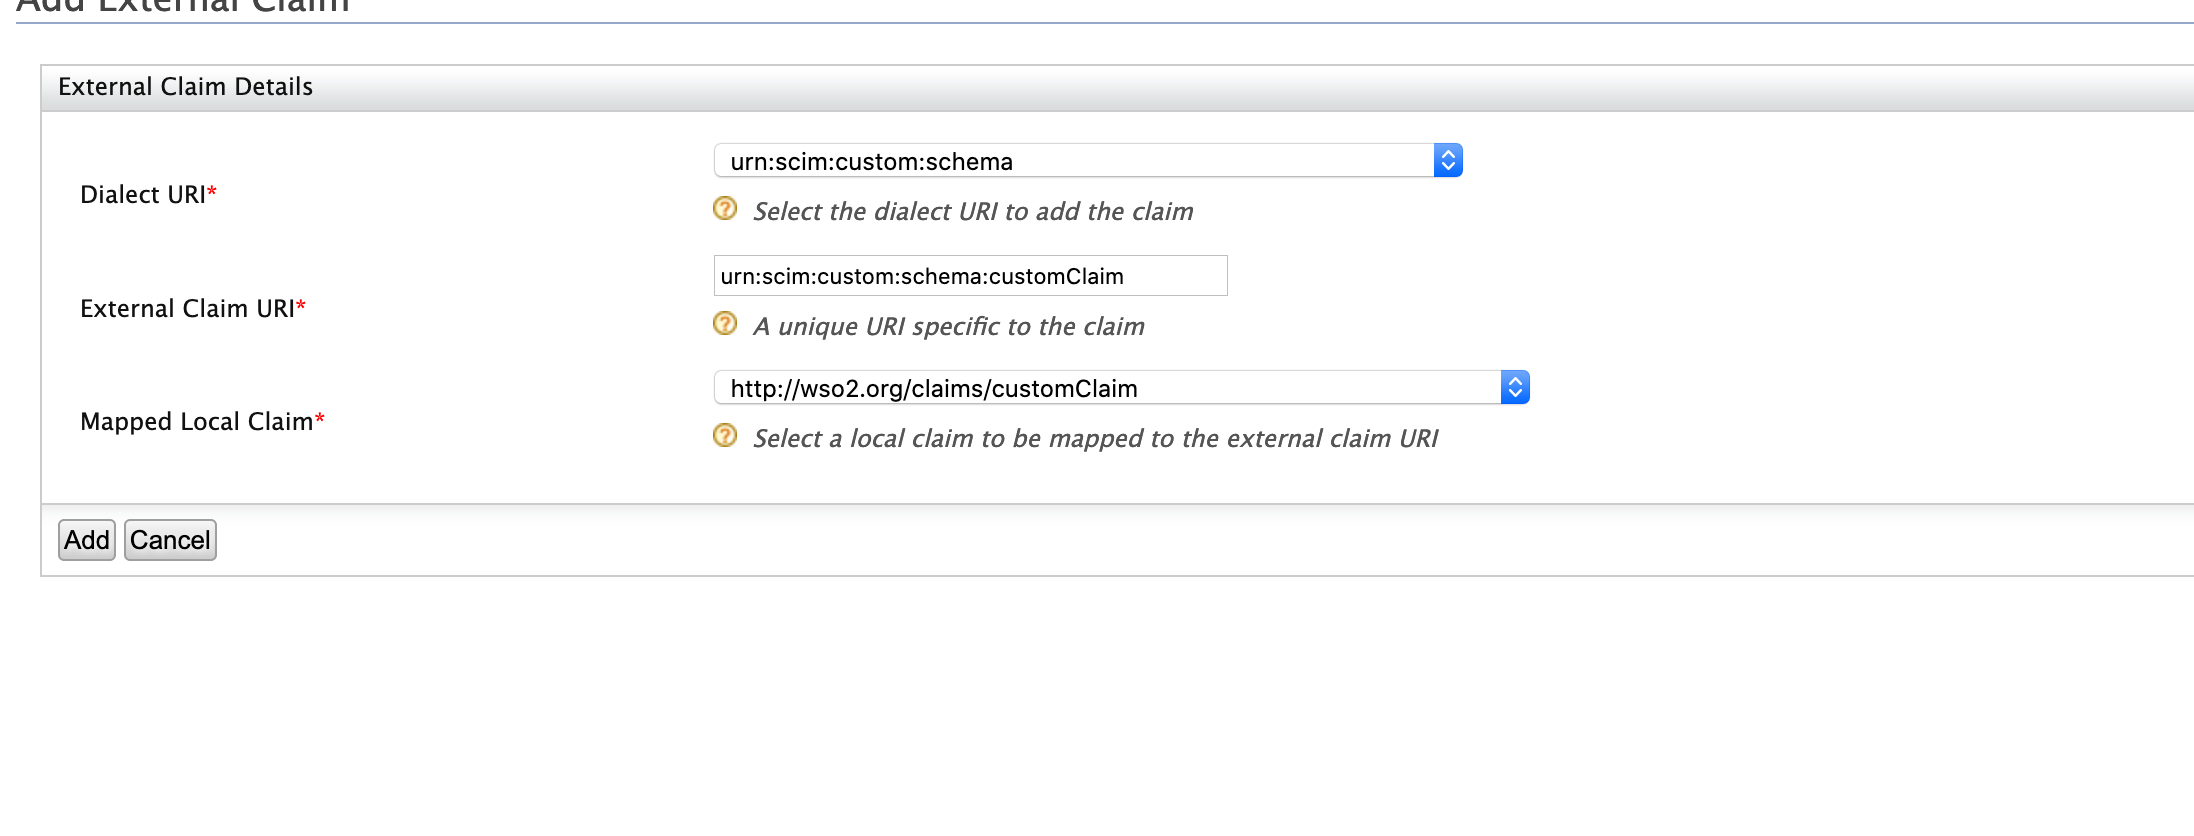 Add External Claim
External Claim Details
Dialect URI*
urn:scim:custom:schema
Select the dialect URI to add the claim
External Claim URI*
urn:scim:custom:schema:customClaim
A unique URI specific to the claim
Mapped Local Claim*
http://wso2.org/claims/customClaim
Select a local claim to be mapped to the external claim URI
Add Cancel